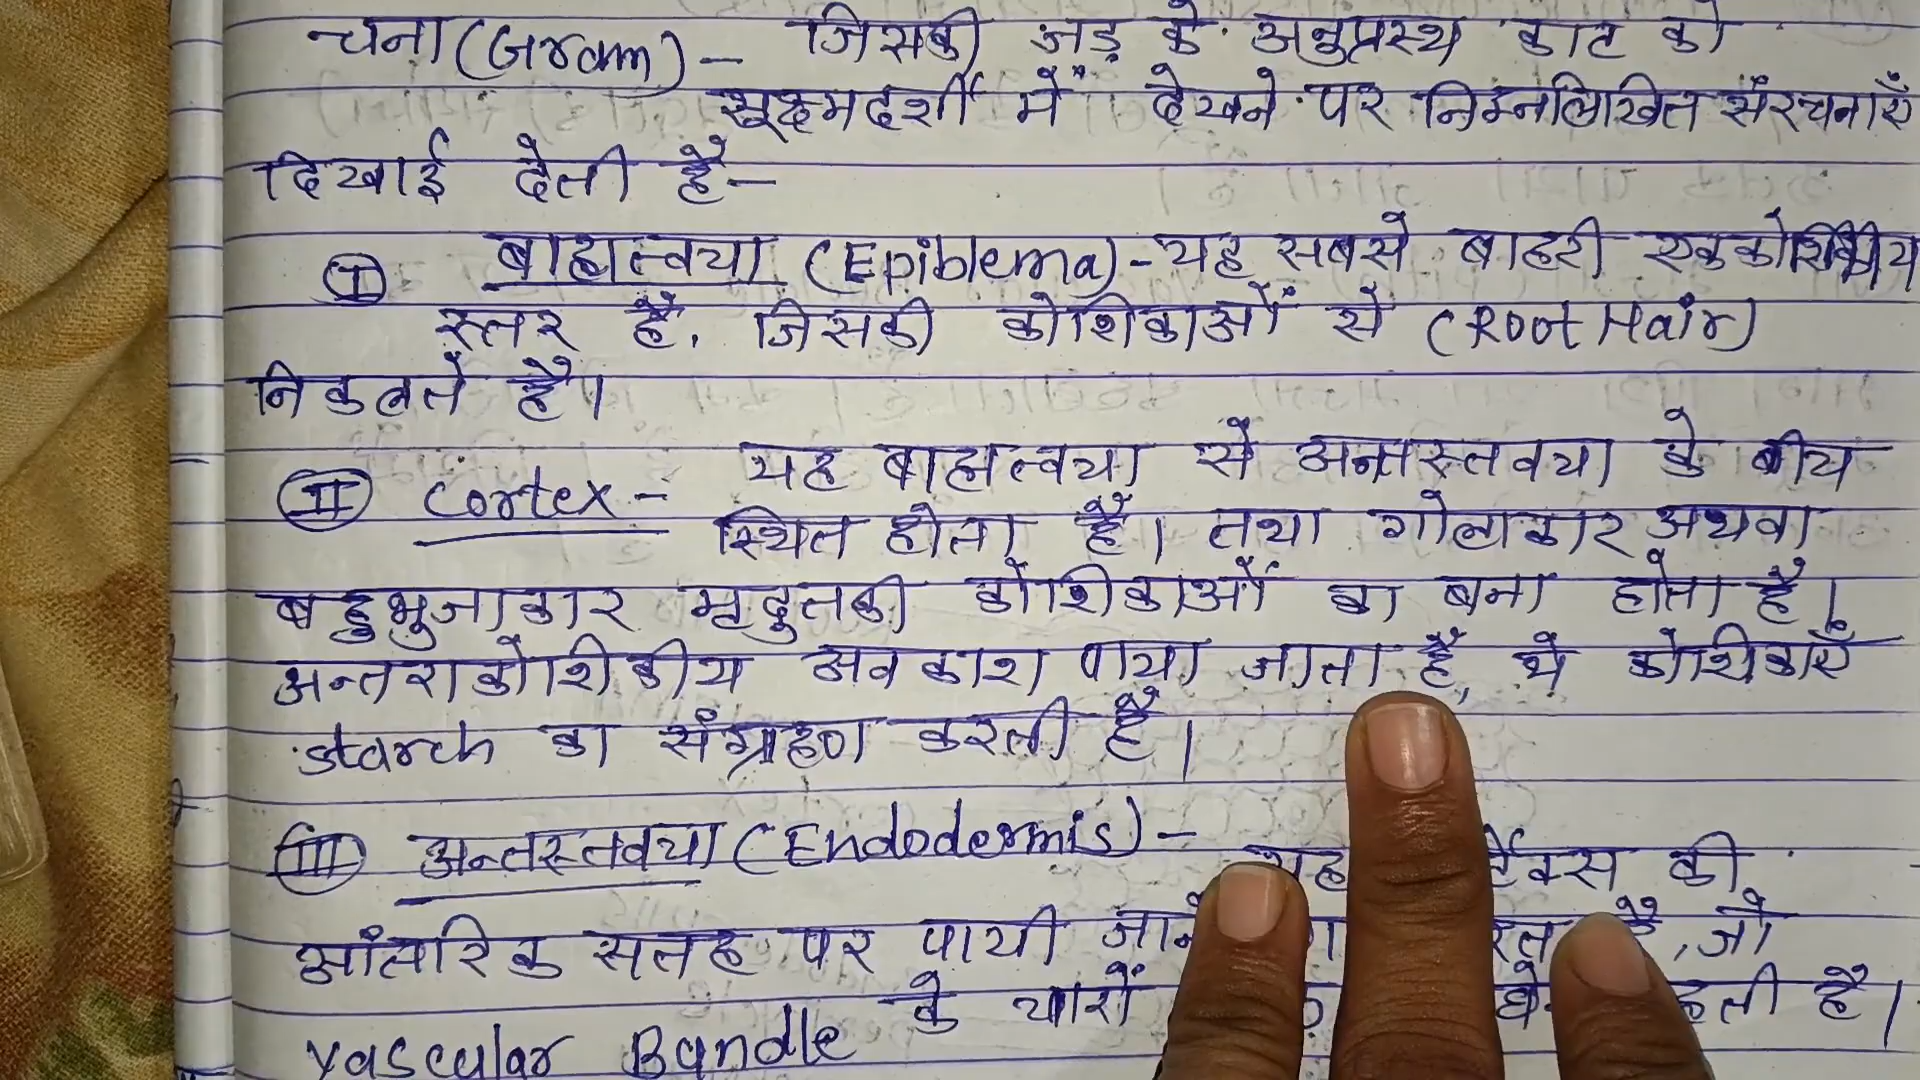 चना (Gram) - जिसकी जड़ के अनुप्रस्थ काट को
सूक्ष्मदर्शी में देखने पर निम्नलिखित संरचनाएँ
दिखाई देती है-
(I) बाह्यत्वचा (Epiblema) - यह सबसे बाहरी एककोशिकीय
स्तर है, जिसकी कोशिकाओं से (Root Hair)
निकलते है।
(II) Cortex - यह बाह्यत्वचा से अन्तस्तवचा के बीच
स्थित होता है। तथा गोलाकार अथवा
बहुभुजाकार मृदुतकी कोशिकाओं का बना होता है।
अन्तराकोशिकीय अवकाश पाया जाता है, ये कोशिकाएँ
starch का संग्रहण करती है।
(III) अन्तस्तवचा (Endodermis) -
की
आंतरिक सतह पर पायी है, जो
Vascular Bandle के चारों है।